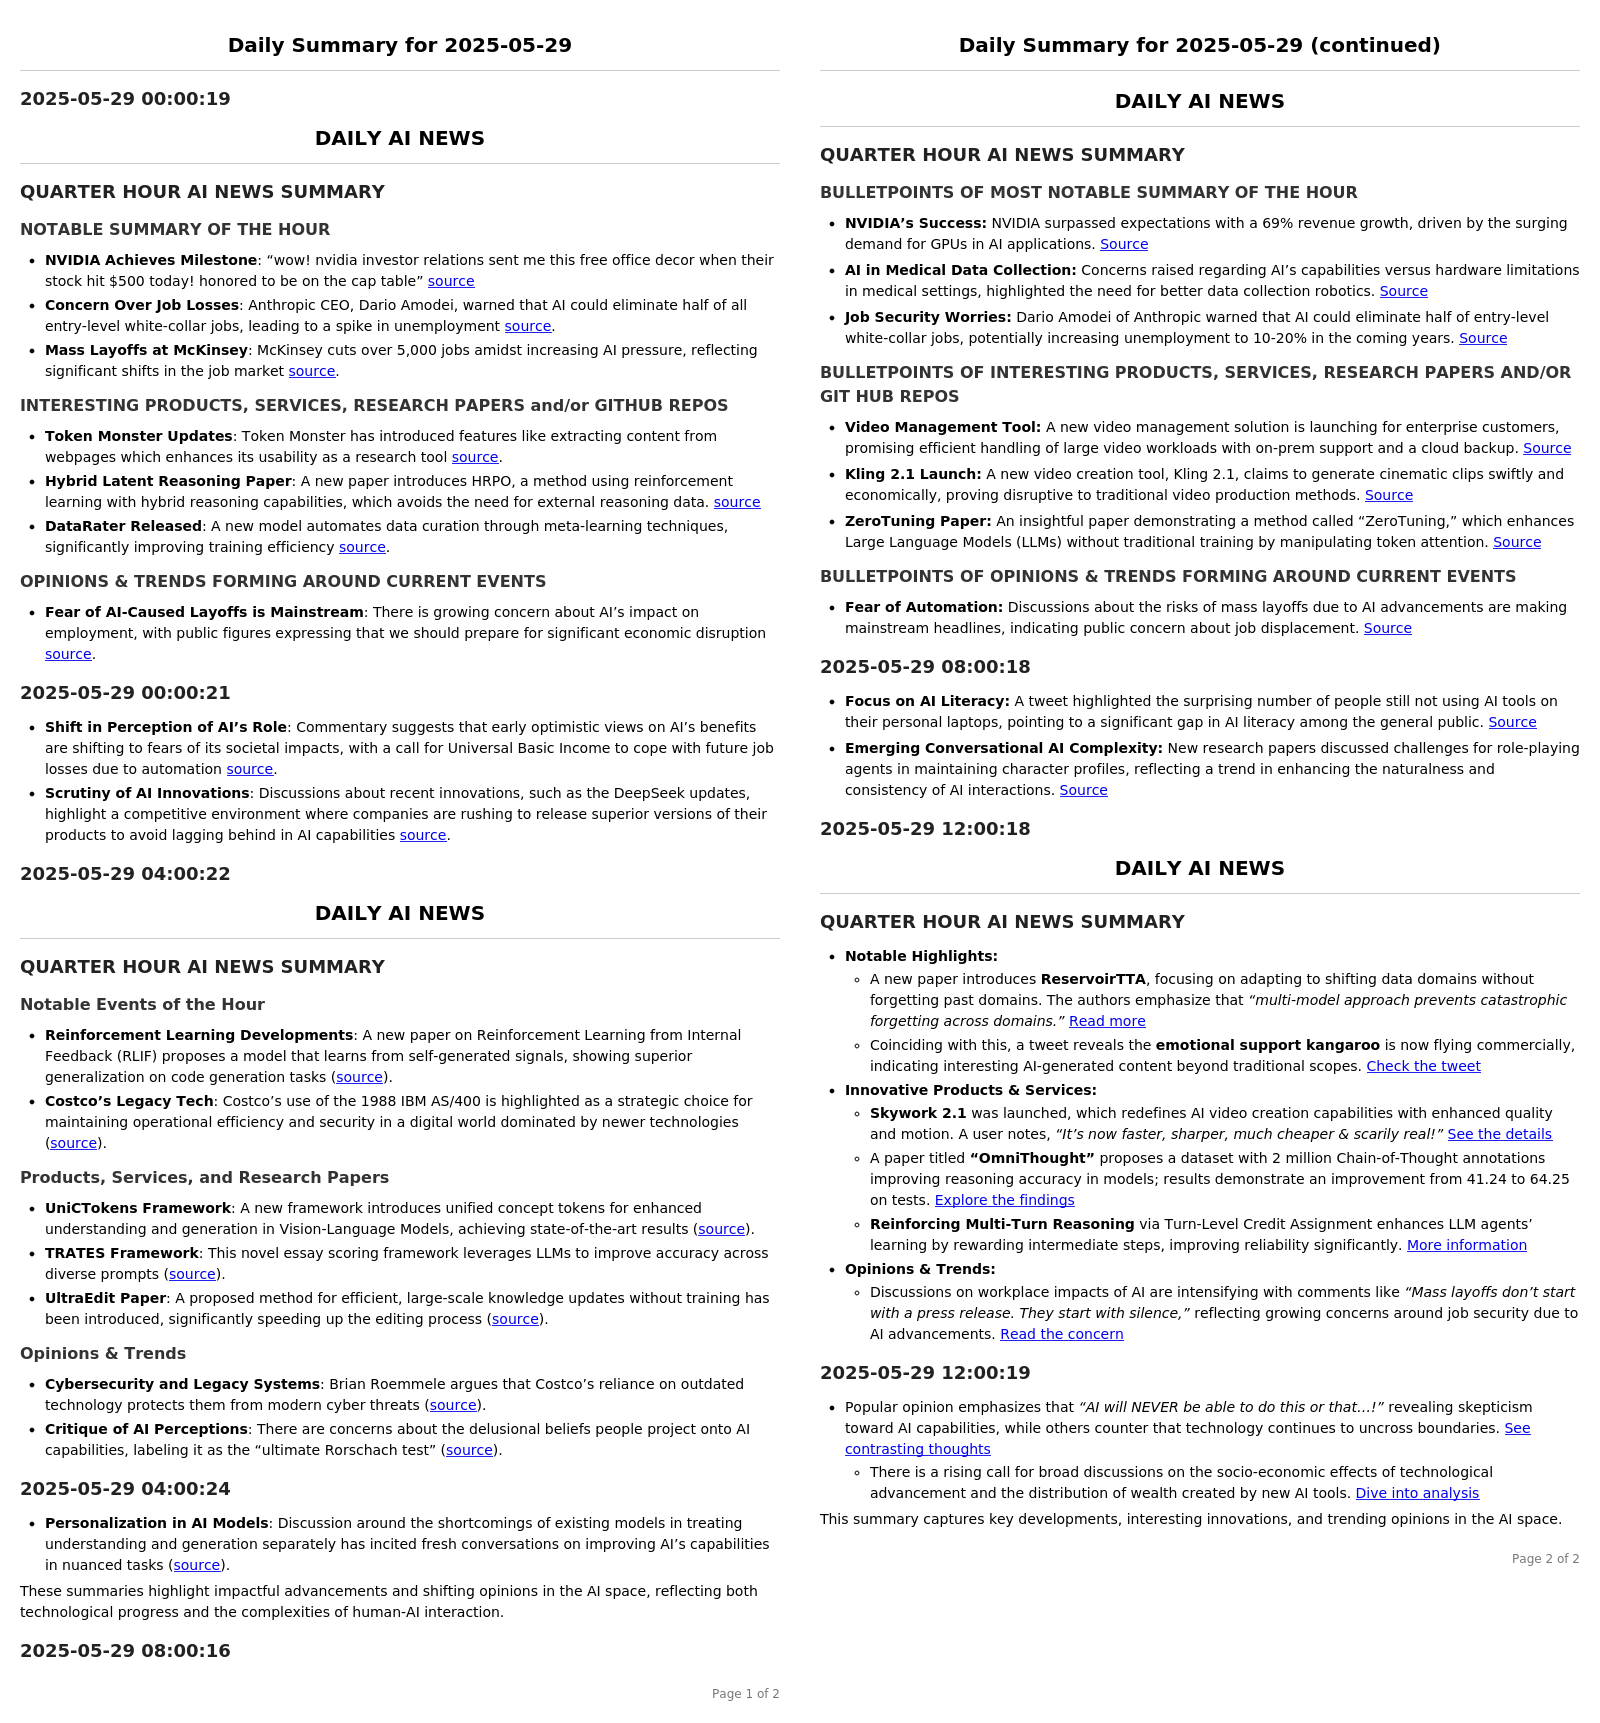 Daily Summary for 2025-05-29
2025-05-29 00:00:19
DAILY AI NEWS
QUARTER HOUR AI NEWS SUMMARY
NOTABLE SUMMARY OF THE HOUR
• NVIDIA Achieves Milestone: “wow! nvidia investor relations sent me this free office decor when their
stock hit $500 today! honored to be on the cap table” source
• Concern Over Job Losses: Anthropic CEO, Dario Amodei, warned that AI could eliminate half of all
entry-level white-collar jobs, leading to a spike in unemployment source.
• Mass Layoffs at McKinsey: McKinsey cuts over 5,000 jobs amidst increasing AI pressure, reflecting
significant shifts in the job market source.
INTERESTING PRODUCTS, SERVICES, RESEARCH PAPERS and/or GITHUB REPOS
• Token Monster Updates: Token Monster has introduced features like extracting content from
webpages which enhances its usability as a research tool source.
• Hybrid Latent Reasoning Paper: A new paper introduces HRPO, a method using reinforcement
learning with hybrid reasoning capabilities, which avoids the need for external reasoning data. source
• DataRater Released: A new model automates data curation through meta-learning techniques,
significantly improving training efficiency source.
OPINIONS & TRENDS FORMING AROUND CURRENT EVENTS
• Fear of AI-Caused Layoffs is Mainstream: There is growing concern about AI’s impact on
employment, with public figures expressing that we should prepare for significant economic disruption
source.
2025-05-29 00:00:21
• Shift in Perception of AI’s Role: Commentary suggests that early optimistic views on AI’s benefits
are shifting to fears of its societal impacts, with a call for Universal Basic Income to cope with future job
losses due to automation source.
• Scrutiny of AI Innovations: Discussions about recent innovations, such as the DeepSeek updates,
highlight a competitive environment where companies are rushing to release superior versions of their
products to avoid lagging behind in AI capabilities source.
2025-05-29 04:00:22
DAILY AI NEWS
QUARTER HOUR AI NEWS SUMMARY
Notable Events of the Hour
• Reinforcement Learning Developments: A new paper on Reinforcement Learning from Internal
Feedback (RLIF) proposes a model that learns from self-generated signals, showing superior
generalization on code generation tasks (source).
• Costco’s Legacy Tech: Costco’s use of the 1988 IBM AS/400 is highlighted as a strategic choice for
maintaining operational efficiency and security in a digital world dominated by newer technologies
(source).
Products, Services, and Research Papers
• UniCTokens Framework: A new framework introduces unified concept tokens for enhanced
understanding and generation in Vision-Language Models, achieving state-of-the-art results (source).
• TRATES Framework: This novel essay scoring framework leverages LLMs to improve accuracy across
diverse prompts (source).
• UltraEdit Paper: A proposed method for efficient, large-scale knowledge updates without training has
been introduced, significantly speeding up the editing process (source).
Opinions & Trends
• Cybersecurity and Legacy Systems: Brian Roemmele argues that Costco’s reliance on outdated
technology protects them from modern cyber threats (source).
• Critique of AI Perceptions: There are concerns about the delusional beliefs people project onto AI
capabilities, labeling it as the “ultimate Rorschach test” (source).
2025-05-29 04:00:24
• Personalization in AI Models: Discussion around the shortcomings of existing models in treating
understanding and generation separately has incited fresh conversations on improving AI’s capabilities
in nuanced tasks (source).
These summaries highlight impactful advancements and shifting opinions in the AI space, reflecting both
technological progress and the complexities of human-AI interaction.
2025-05-29 08:00:16
Page 1 of 2
Daily Summary for 2025-05-29 (continued)
DAILY AI NEWS
QUARTER HOUR AI NEWS SUMMARY
BULLETPOINTS OF MOST NOTABLE SUMMARY OF THE HOUR
• NVIDIA’s Success: NVIDIA surpassed expectations with a 69% revenue growth, driven by the surging
demand for GPUs in AI applications. Source
• AI in Medical Data Collection: Concerns raised regarding AI’s capabilities versus hardware limitations
in medical settings, highlighted the need for better data collection robotics. Source
• Job Security Worries: Dario Amodei of Anthropic warned that AI could eliminate half of entry-level
white-collar jobs, potentially increasing unemployment to 10-20% in the coming years. Source
BULLETPOINTS OF INTERESTING PRODUCTS, SERVICES, RESEARCH PAPERS AND/OR
GIT HUB REPOS
• Video Management Tool: A new video management solution is launching for enterprise customers,
promising efficient handling of large video workloads with on-prem support and a cloud backup. Source
• Kling 2.1 Launch: A new video creation tool, Kling 2.1, claims to generate cinematic clips swiftly and
economically, proving disruptive to traditional video production methods. Source
• ZeroTuning Paper: An insightful paper demonstrating a method called “ZeroTuning,” which enhances
Large Language Models (LLMs) without traditional training by manipulating token attention. Source
BULLETPOINTS OF OPINIONS & TRENDS FORMING AROUND CURRENT EVENTS
• Fear of Automation: Discussions about the risks of mass layoffs due to AI advancements are making
mainstream headlines, indicating public concern about job displacement. Source
2025-05-29 08:00:18
• Focus on AI Literacy: A tweet highlighted the surprising number of people still not using AI tools on
their personal laptops, pointing to a significant gap in AI literacy among the general public. Source
• Emerging Conversational AI Complexity: New research papers discussed challenges for role-playing
agents in maintaining character profiles, reflecting a trend in enhancing the naturalness and
consistency of AI interactions. Source
2025-05-29 12:00:18
DAILY AI NEWS
QUARTER HOUR AI NEWS SUMMARY
• Notable Highlights:
◦ A new paper introduces ReservoirTTA, focusing on adapting to shifting data domains without
forgetting past domains. The authors emphasize that “multi-model approach prevents catastrophic
forgetting across domains.” Read more
◦ Coinciding with this, a tweet reveals the emotional support kangaroo is now flying commercially,
indicating interesting AI-generated content beyond traditional scopes. Check the tweet
• Innovative Products & Services:
◦ Skywork 2.1 was launched, which redefines AI video creation capabilities with enhanced quality
and motion. A user notes, “It’s now faster, sharper, much cheaper & scarily real!” See the details
◦ A paper titled “OmniThought” proposes a dataset with 2 million Chain-of-Thought annotations
improving reasoning accuracy in models; results demonstrate an improvement from 41.24 to 64.25
on tests. Explore the findings
◦ Reinforcing Multi-Turn Reasoning via Turn-Level Credit Assignment enhances LLM agents’
learning by rewarding intermediate steps, improving reliability significantly. More information
• Opinions & Trends:
◦ Discussions on workplace impacts of AI are intensifying with comments like “Mass layoffs don’t start
with a press release. They start with silence,” reflecting growing concerns around job security due to
AI advancements. Read the concern
2025-05-29 12:00:19
• Popular opinion emphasizes that “AI will NEVER be able to do this or that…!” revealing skepticism
toward AI capabilities, while others counter that technology continues to uncross boundaries. See
contrasting thoughts
◦ There is a rising call for broad discussions on the socio-economic effects of technological
advancement and the distribution of wealth created by new AI tools. Dive into analysis
This summary captures key developments, interesting innovations, and trending opinions in the AI space.
Page 2 of 2